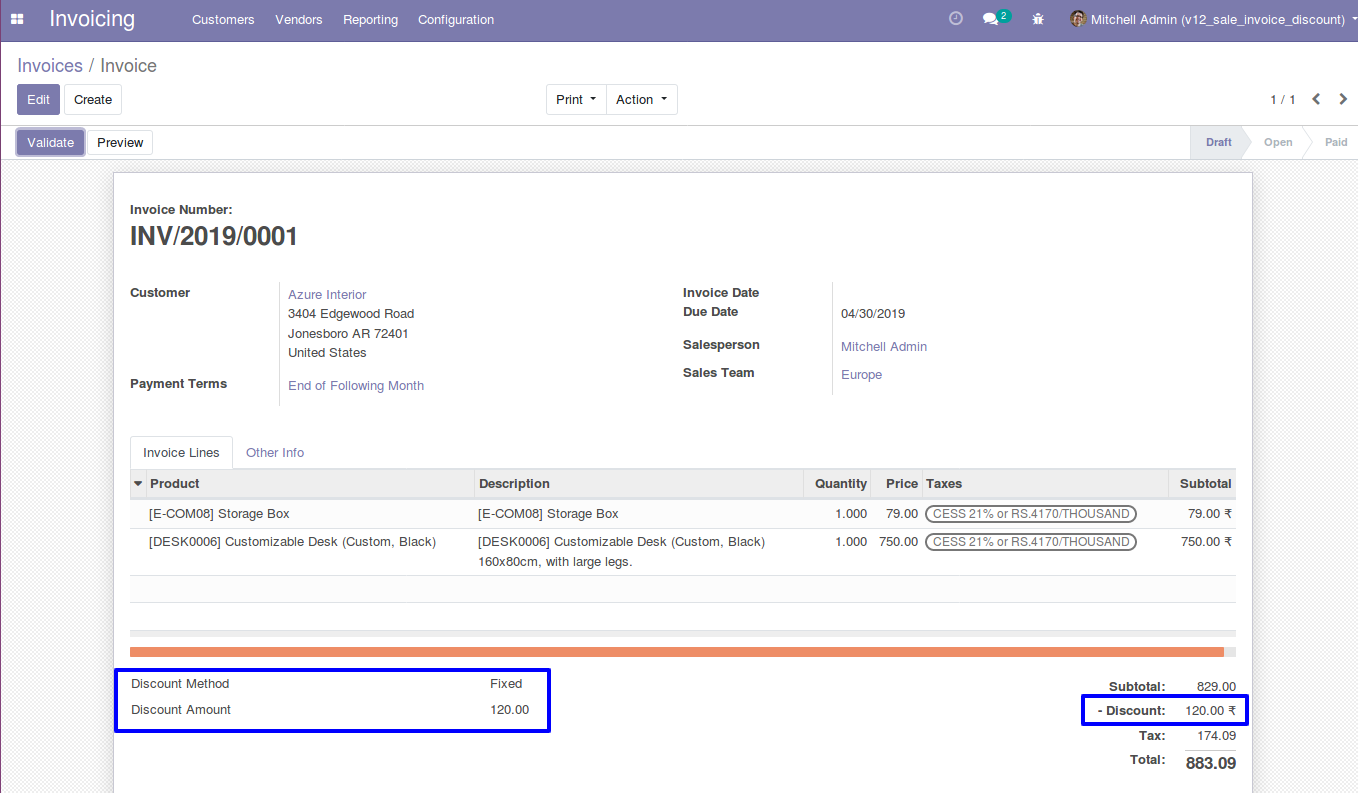 Invoicing Customers Vendors Reporting Configuration 2 Mitchell Admin (v12_sale_invoice_discount)
Invoices / Invoice
Edit Create Print Action 1 / 1
Validate Preview Draft Open Paid
Invoice Number:
INV/2019/0001
Customer Azure Interior
3404 Edgewood Road
Jonesboro AR 72401
United States
Payment Terms End of Following Month
Invoice Date
Due Date 04/30/2019
Salesperson Mitchell Admin
Sales Team Europe
Invoice Lines Other Info
Product Description Quantity Price Taxes Subtotal
[E-COM08] Storage Box [E-COM08] Storage Box 1.000 79.00 CESS 21% or RS.4170/THOUSAND 79.00 ₹
[DESK0006] Customizable Desk (Custom, Black) [DESK0006] Customizable Desk (Custom, Black) 1.000 750.00 CESS 21% or RS.4170/THOUSAND 750.00 ₹
160x80cm, with large legs.
Discount Method Fixed
Discount Amount 120.00
Subtotal: 829.00
- Discount: 120.00 ₹
Tax: 174.09
Total: 883.09